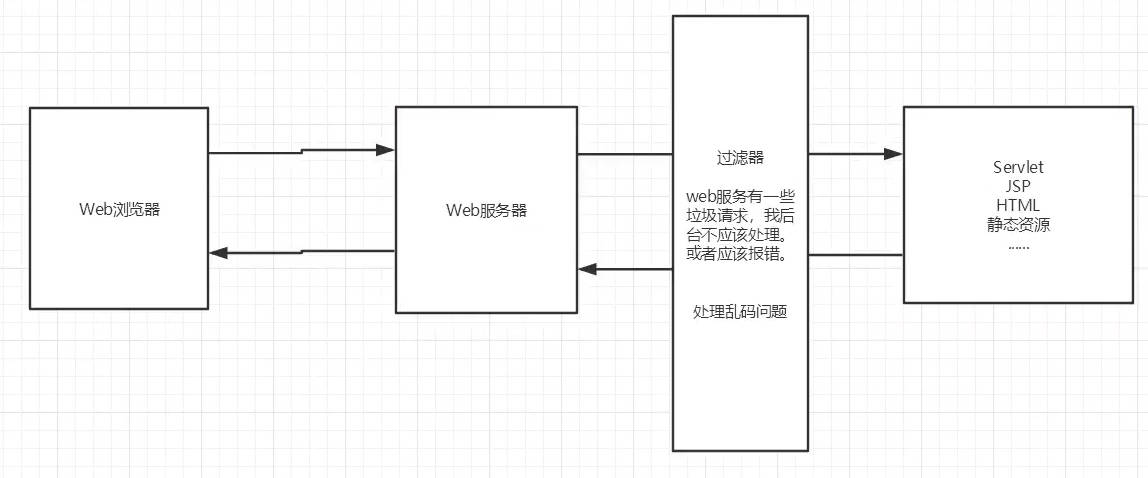 Web浏览器
Web服务器
过滤器
web服务有一些
垃圾请求，我后
台不应该处理。
或者应该报错。
处理乱码问题
Servlet
JSP
HTML
静态资源
......